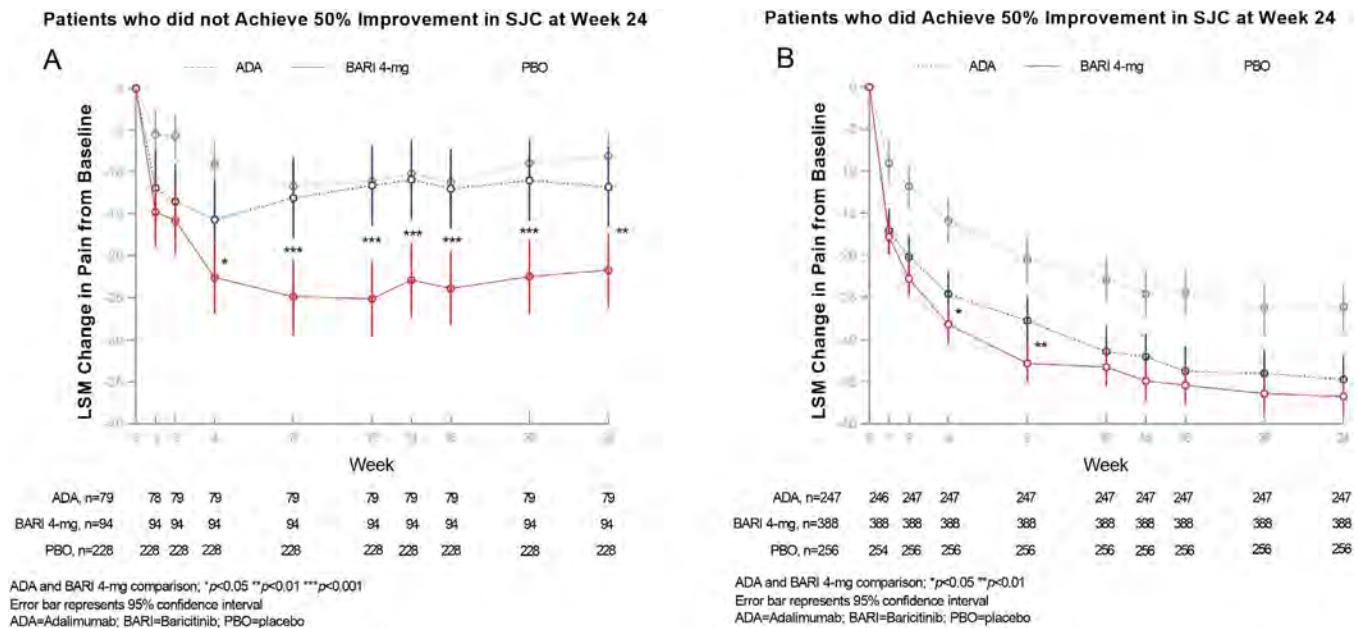 Patients who did not Achieve 50% Improvement in SJC at Week 24
A
ADA BARI 4-mg PBO
LSM Change in Pain from Baseline
0
* *** *** *** *** *** **
Week
ADA, n=79 78 79 79 79 79 79 79 79 79
BARI 4-mg, n=94 94 94 94 94 94 94 94 94 94
PBO, n=228 228 228 228 228 228 228 228 228 228
ADA and BARI 4-mg comparison; *p<0.05 **p<0.01 ***p<0.001
Error bar represents 95% confidence interval
ADA=Adalimumab; BARI=Baricitinib; PBO=placebo
Patients who did Achieve 50% Improvement in SJC at Week 24
B
ADA BARI 4-mg PBO
LSM Change in Pain from Baseline
0
* **
Week
ADA, n=247 246 247 247 247 247 247 247 247 247
BARI 4-mg, n=388 388 388 388 388 388 388 388 388 388
PBO, n=256 254 256 256 256 256 256 256 256 256
ADA and BARI 4-mg comparison; *p<0.05 **p<0.01
Error bar represents 95% confidence interval
ADA=Adalimumab; BARI=Baricitinib; PBO=placebo